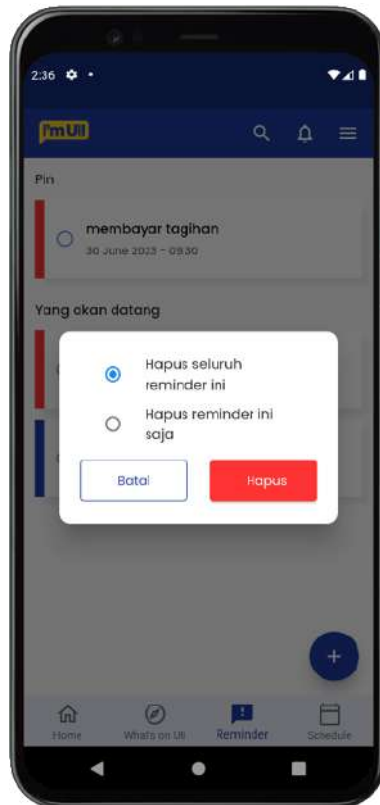 2:36
I'm UII
Pin
membayar tagihan
30 June 2023 - 09:30
Yang akan datang
Hapus seluruh
reminder ini
Hapus reminder ini
saja
Batal
Hapus
Home
What's on UII
Reminder
Schedule